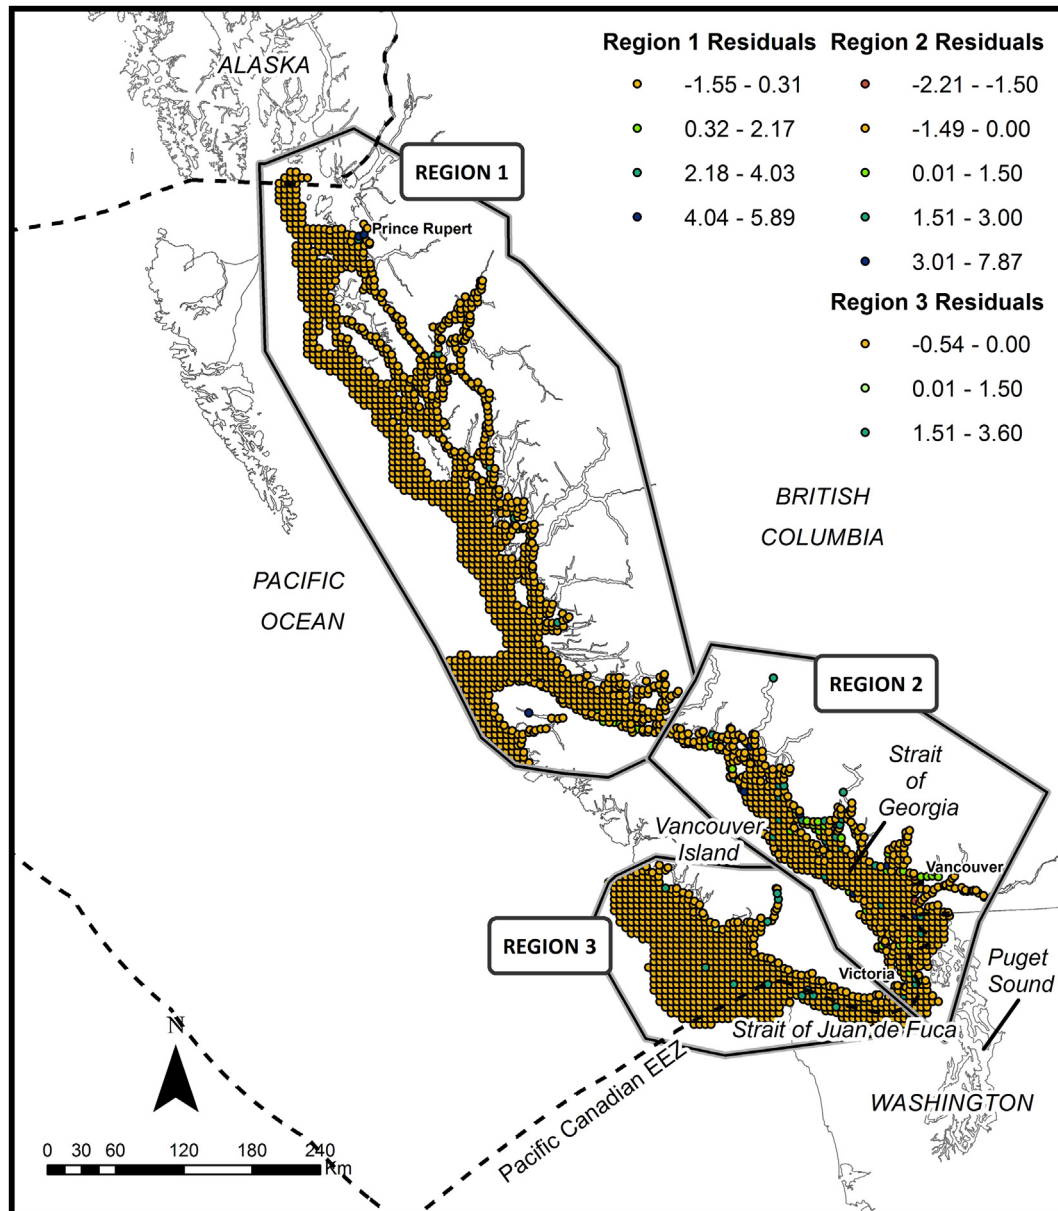 ALASKA
Region 1 Residuals
-1.55 - 0.31
0.32 - 2.17
2.18 - 4.03
4.04 - 5.89
Region 2 Residuals
-2.21 - -1.50
-1.49 - 0.00
0.01 - 1.50
1.51 - 3.00
3.01 - 7.87
Region 3 Residuals
-0.54 - 0.00
0.01 - 1.50
1.51 - 3.60
REGION 1
Prince Rupert
BRITISH
COLUMBIA
PACIFIC
OCEAN
REGION 2
Strait
of
Georgia
Vancouver
Island
Vancouver
REGION 3
Victoria
Puget
Sound
Strait of Juan de Fuca
Pacific Canadian EEZ
WASHINGTON
N
0 30 60 120 180 240
Km